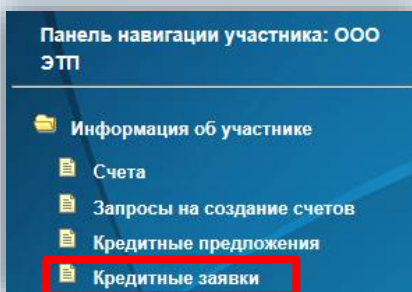 Панель навигации участника: ООО
ЭТП
Информация об участнике
Счета
Запросы на создание счетов
Кредитные предложения
Кредитные заявки